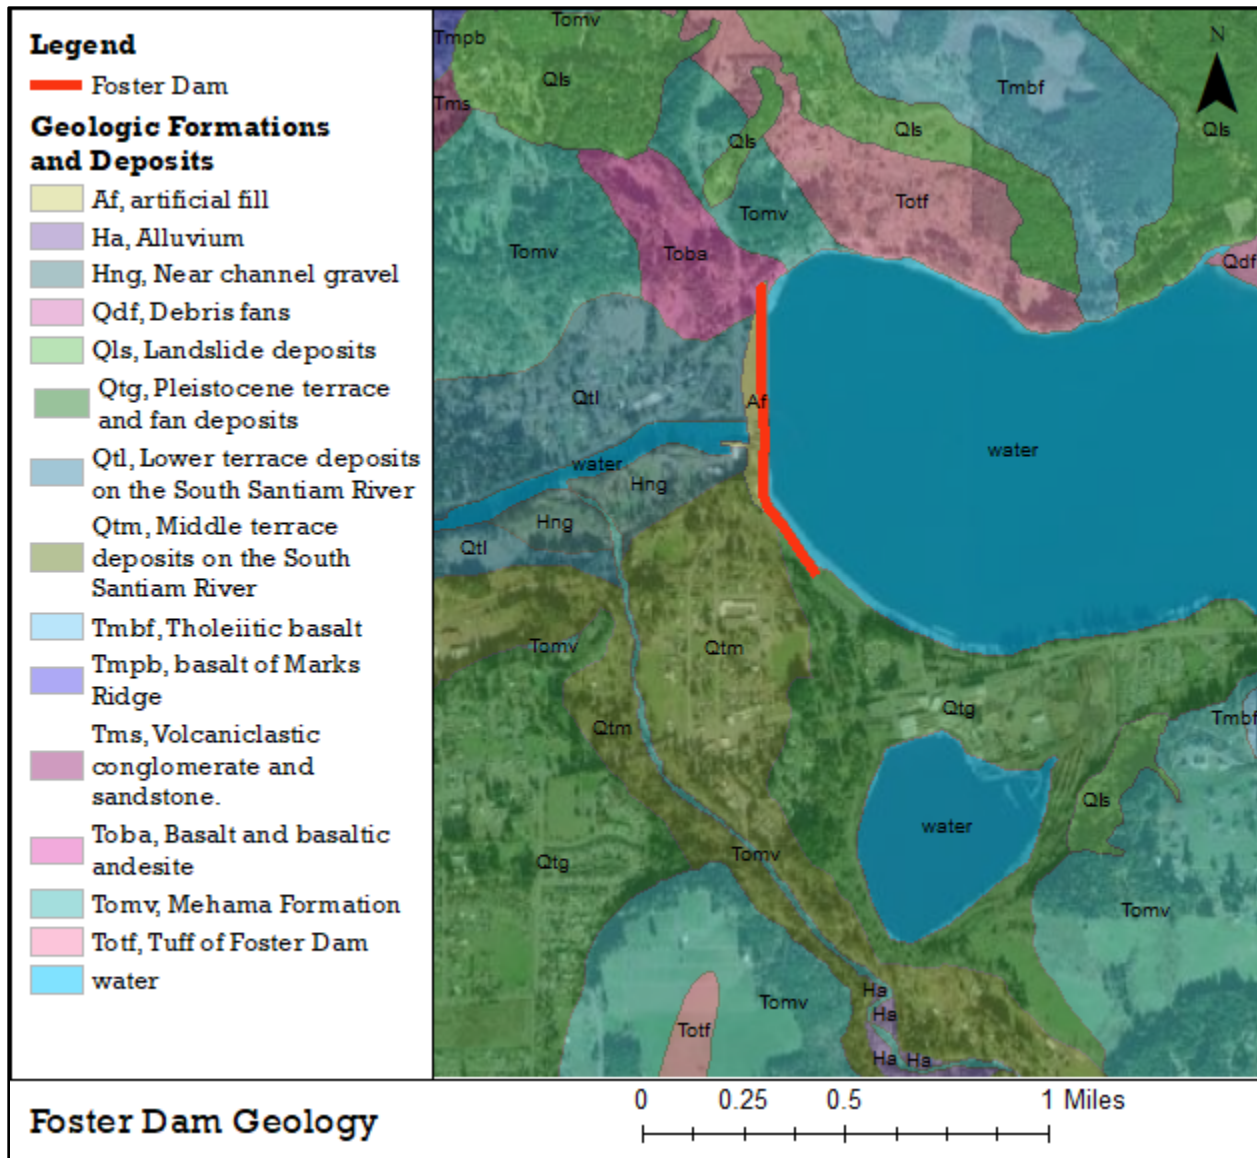 Legend
Foster Dam
Geologic Formations
and Deposits
Af, artificial fill
Ha, Alluvium
Hng, Near channel gravel
Qdf, Debris fans
Qls, Landslide deposits
Qtg, Pleistocene terrace
and fan deposits
Qtl, Lower terrace deposits
on the South Santiam River
Qtm, Middle terrace
deposits on the South
Santiam River
Tmbf, Tholeiitic basalt
Tmpb, basalt of Marks
Ridge
Tms, Volcaniclastic
conglomerate and
sandstone.
Toba, Basalt and basaltic
andesite
Tomv, Mehama Formation
Totf, Tuff of Foster Dam
water
Tomv
N
Tmpb
Qls
Tmbf
Tms
Qls
Qls
Qls
Totf
Tomv
Tomv
Toba
Qdf
Qtl
Af
water
water
Hng
Hng
Qtl
Tomv
Qtm
Qtg
Tmbf
Qtm
Qls
water
Tomv
Qtg
Tomv
Ha
Tomv
Ha
Totf
Ha
Ha
Foster Dam Geology
0 0.25 0.5 1 Miles